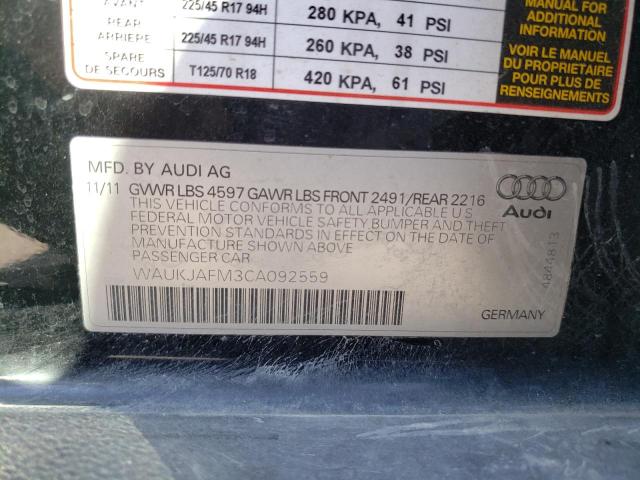 AVANT 225/45 R17 94H 280 KPA, 41 PSI
REAR
ARRIERE 225/45 R17 94H 260 KPA, 38 PSI
SPARE
DE SECOURS T125/70 R18 420 KPA, 61 PSI
MANUAL FOR
ADDITIONAL
INFORMATION
VOIR LE MANUEL
DU PROPRIETAIRE
POUR PLUS DE
RENSEIGNEMENTS
MFD. BY AUDI AG
11/11 GVWR LBS 4597 GAWR LBS FRONT 2491/REAR 2216
THIS VEHICLE CONFORMS TO ALL APPLICABLE U S
FEDERAL MOTOR VEHICLE SAFETY BUMPER AND THEFT
PREVENTION STANDARDS IN EFFECT ON THE DATE OF
MANUFACTURE SHOWN ABOVE
PASSENGER CAR
WAUKJAFM3CA092559
Audi
4844813
GERMANY